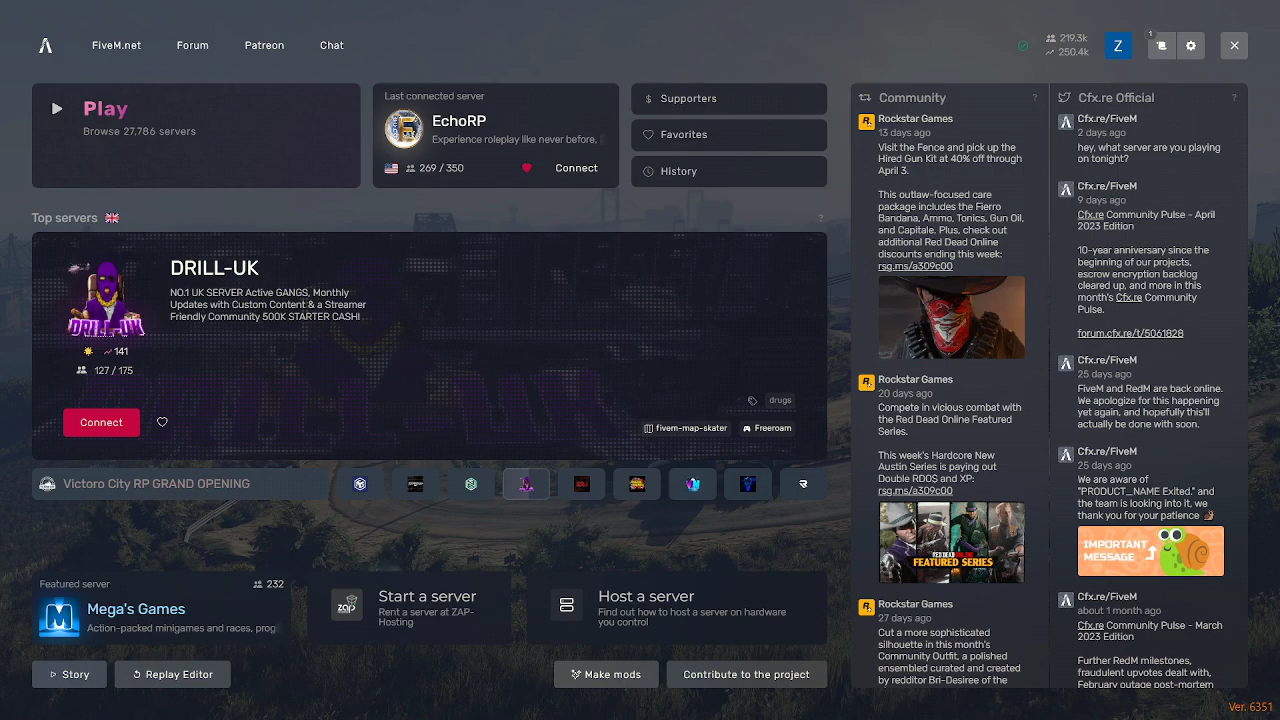 FiveM.net
Forum
Patreon
Chat
219.3k
250.4k
Z
1
Play
Browse 27,786 servers
Last connected server
EchoRP
Experience roleplay like never before,
269 / 350
Connect
Supporters
Favorites
History
Top servers
?
DRILL-UK
NO.1 UK SERVER Active GANGS, Monthly
Updates with Custom Content & a Streamer
Friendly Community 500K STARTER CASH!
DRILL-UK
141
127 / 175
Connect
drugs
fivem-map-skater
Freeroam
Victoro City RP GRAND OPENING
Featured server
232
Mega's Games
Action-packed minigames and races, prog
Start a server
Rent a server at ZAP-
Hosting
ZAP
Host a server
Find out how to host a server on hardware
you control
Story
Replay Editor
Make mods
Contribute to the project
Community
?
Rockstar Games
13 days ago
Visit the Fence and pick up the
Hired Gun Kit at 40% off through
April 3.
This outlaw-focused care
package includes the Fierro
Bandana, Ammo, Tonics, Gun Oil,
and Capitale. Plus, check out
additional Red Dead Online
discounts ending this week:
rsg.ms/a309c00
Rockstar Games
20 days ago
Compete in vicious combat with
the Red Dead Online Featured
Series.
This week's Hardcore New
Austin Series is paying out
Double RDO$ and XP:
rsg.ms/a309c00
RED DEAD ONLINE
FEATURED SERIES
Rockstar Games
27 days ago
Cut a more sophisticated
silhouette in this month's
Community Outfit, a polished
ensembled curated and created
by redditor Bri-Desiree of the
Cfx.re Official
?
Cfx.re/FiveM
2 days ago
hey, what server are you playing
on tonight?
Cfx.re/FiveM
9 days ago
Cfx.re Community Pulse - April
2023 Edition
10-year anniversary since the
beginning of our projects,
escrow encryption backlog
cleared up, and more in this
month's Cfx.re Community
Pulse.
forum.cfx.re/t/5061828
Cfx.re/FiveM
25 days ago
FiveM and RedM are back online.
We apologize for this happening
yet again, and hopefully this'll
actually be done with soon.
Cfx.re/FiveM
25 days ago
We are aware of
"PRODUCT_NAME Exited." and
the team is looking into it, we
thank you for your patience
IMPORTANT
MESSAGE
Cfx.re/FiveM
about 1 month ago
Cfx.re Community Pulse - March
2023 Edition
Further RedM milestones,
fraudulent upvotes dealt with,
February outage post-mortem
Ver. 6351